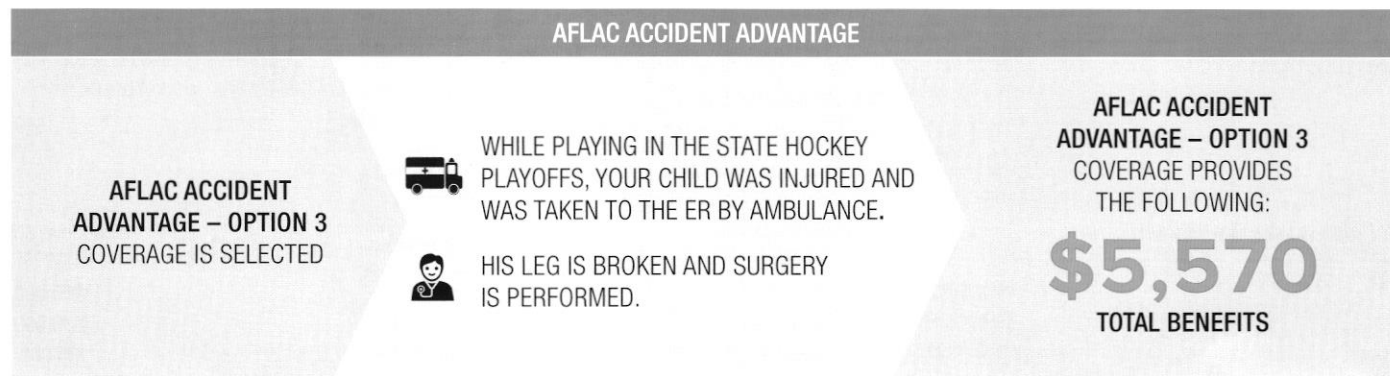 AFLAC ACCIDENT ADVANTAGE
AFLAC ACCIDENT
ADVANTAGE – OPTION 3
COVERAGE IS SELECTED
WHILE PLAYING IN THE STATE HOCKEY
PLAYOFFS, YOUR CHILD WAS INJURED AND
WAS TAKEN TO THE ER BY AMBULANCE.
HIS LEG IS BROKEN AND SURGERY
IS PERFORMED.
AFLAC ACCIDENT
ADVANTAGE – OPTION 3
COVERAGE PROVIDES
THE FOLLOWING:
$5,570
TOTAL BENEFITS